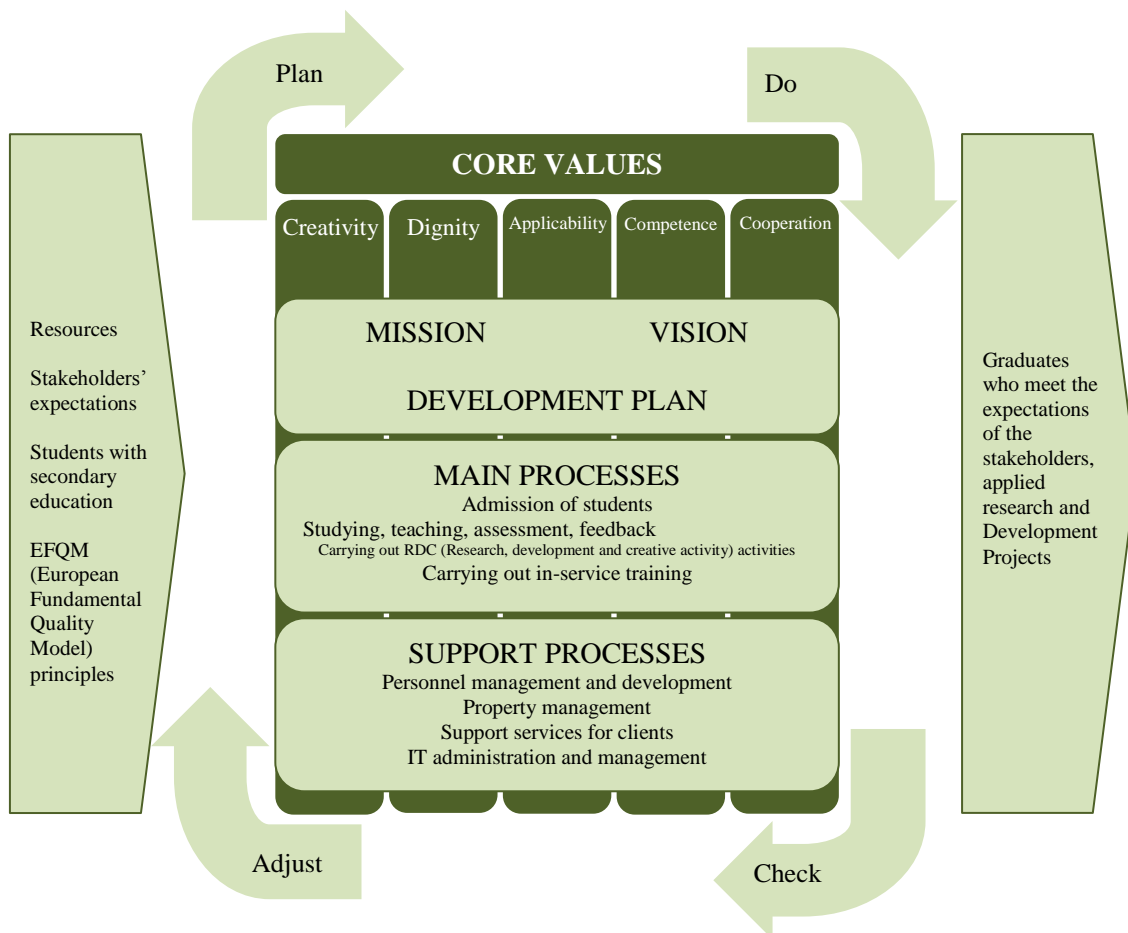 Plan
Do
CORE VALUES
Creativity
Dignity
Applicability
Competence
Cooperation
MISSION
VISION
DEVELOPMENT PLAN
MAIN PROCESSES
Admission of students
Studying, teaching, assessment, feedback
Carrying out RDC (Research, development and creative activity) activities
Carrying out in-service training
SUPPORT PROCESSES
Personnel management and development
Property management
Support services for clients
IT administration and management
Resources
Stakeholders’
expectations
Students with
secondary
education
EFQM
(European
Fundamental
Quality
Model)
principles
Graduates
who meet the
expectations
of the
stakeholders,
applied
research and
Development
Projects
Adjust
Check